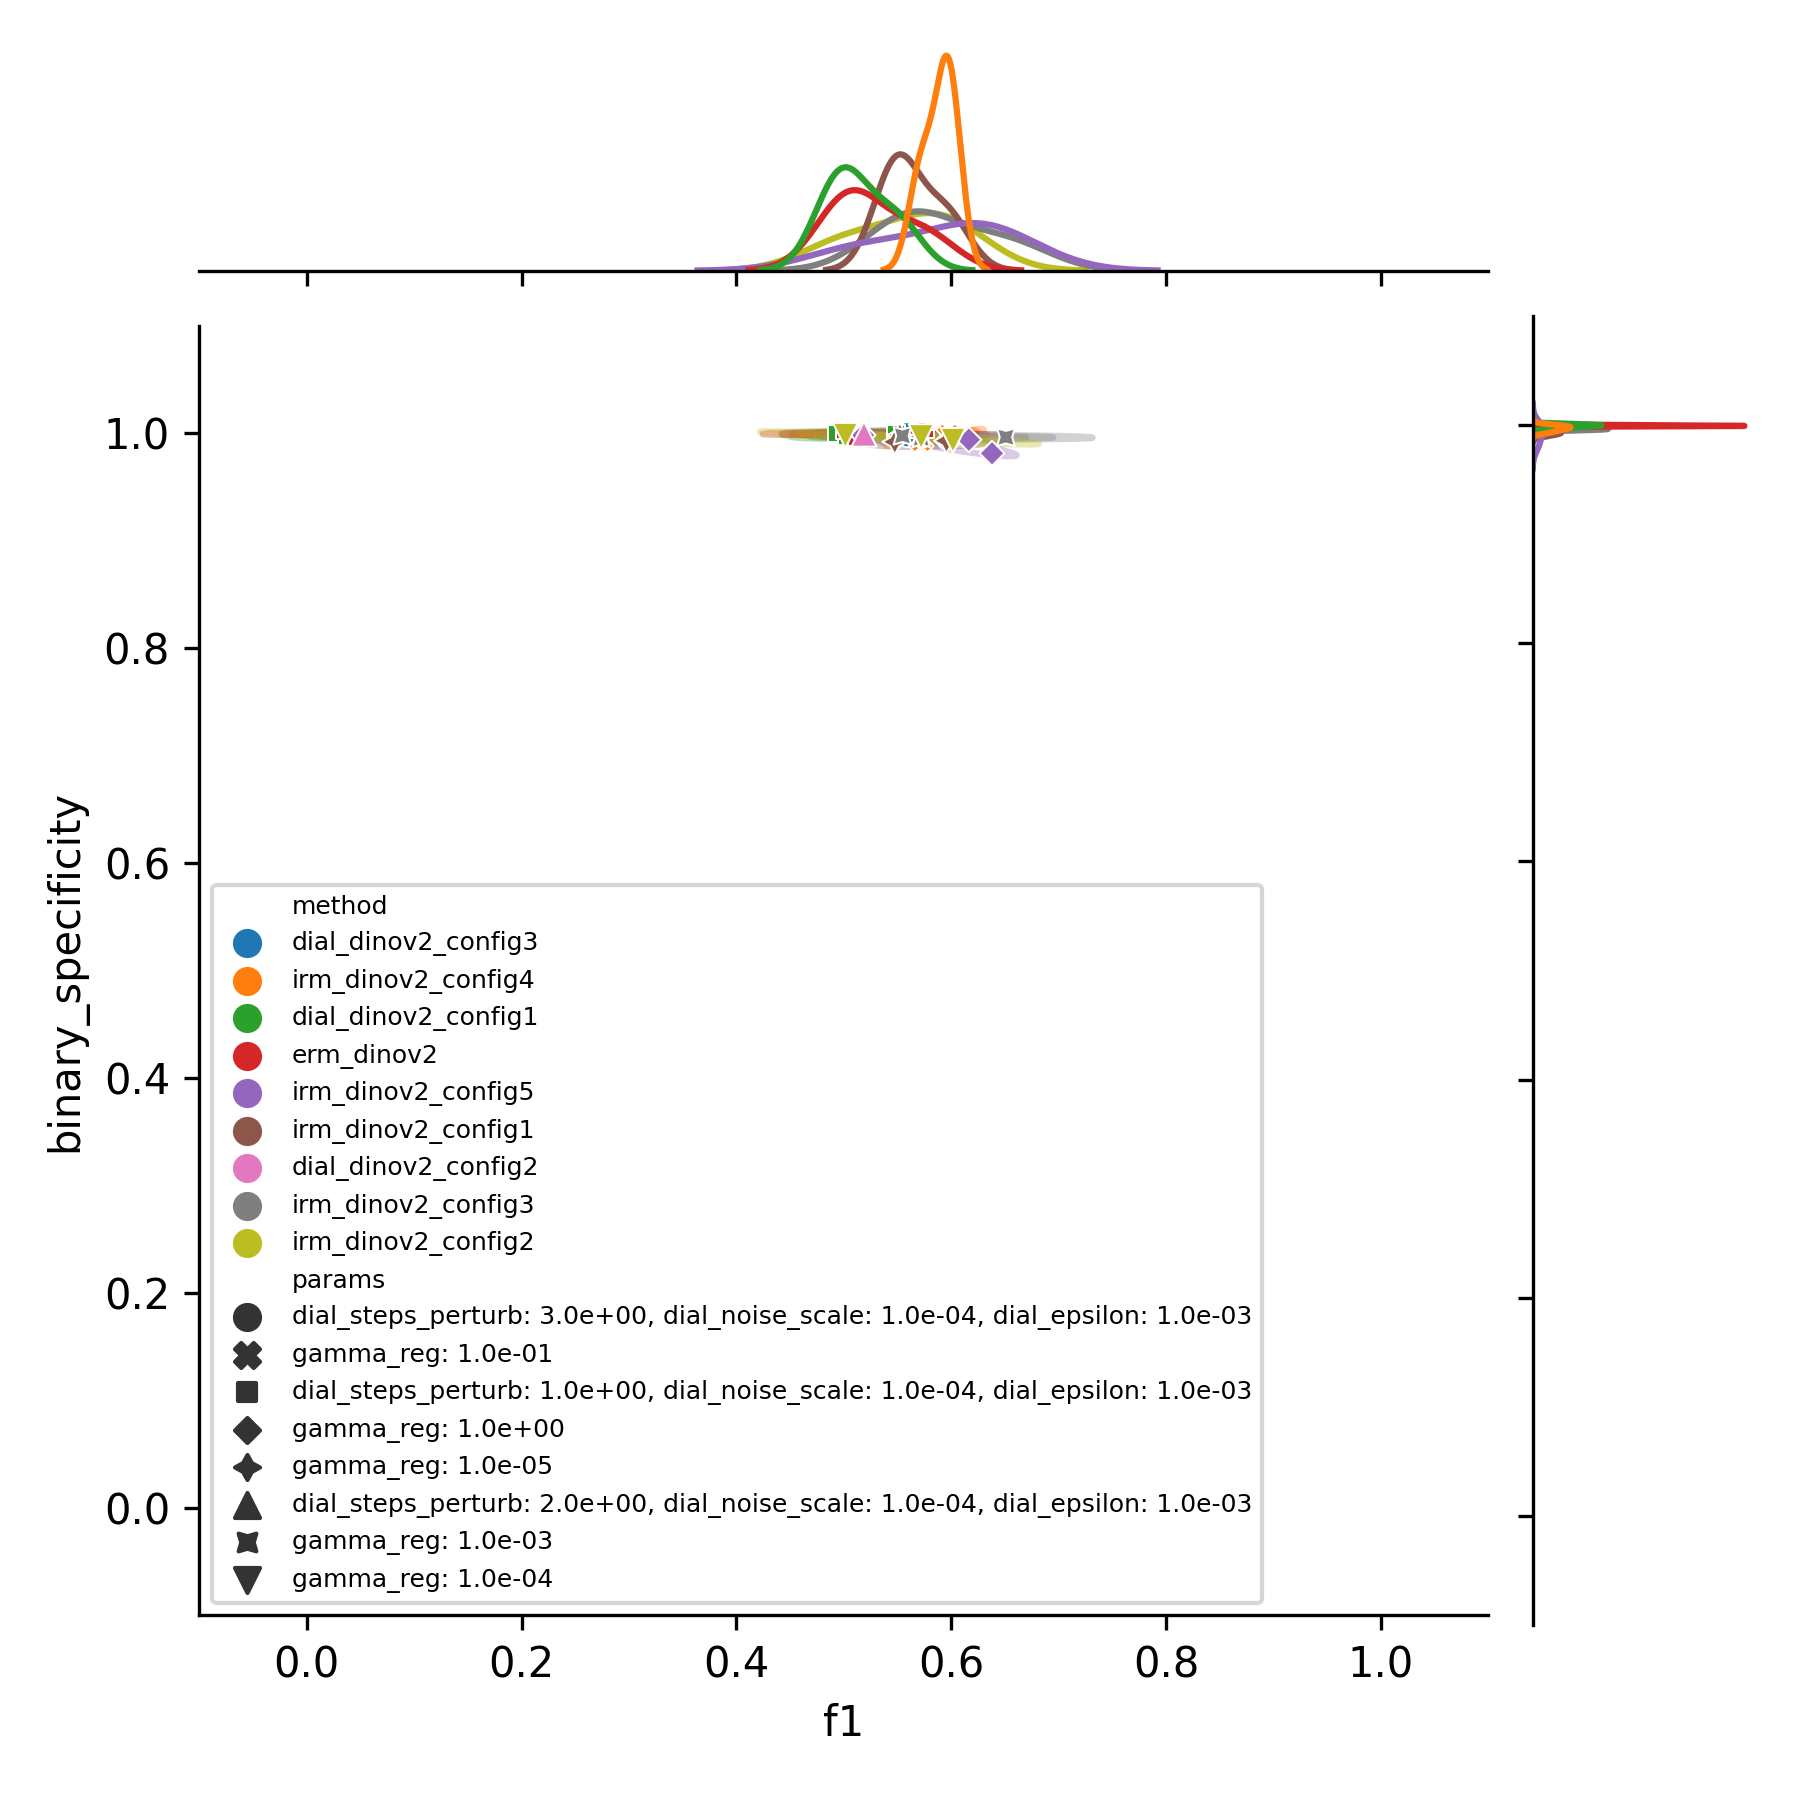 1.0
0.8
0.6
0.4
0.2
0.0
binary_specificity
method
dial_dinov2_config3
irm_dinov2_config4
dial_dinov2_config1
erm_dinov2
irm_dinov2_config5
irm_dinov2_config1
dial_dinov2_config2
irm_dinov2_config3
irm_dinov2_config2
params
dial_steps_perturb: 3.0e+00, dial_noise_scale: 1.0e-04, dial_epsilon: 1.0e-03
gamma_reg: 1.0e-01
dial_steps_perturb: 1.0e+00, dial_noise_scale: 1.0e-04, dial_epsilon: 1.0e-03
gamma_reg: 1.0e+00
gamma_reg: 1.0e-05
dial_steps_perturb: 2.0e+00, dial_noise_scale: 1.0e-04, dial_epsilon: 1.0e-03
gamma_reg: 1.0e-03
gamma_reg: 1.0e-04
0.0 0.2 0.4 0.6 0.8 1.0
f1